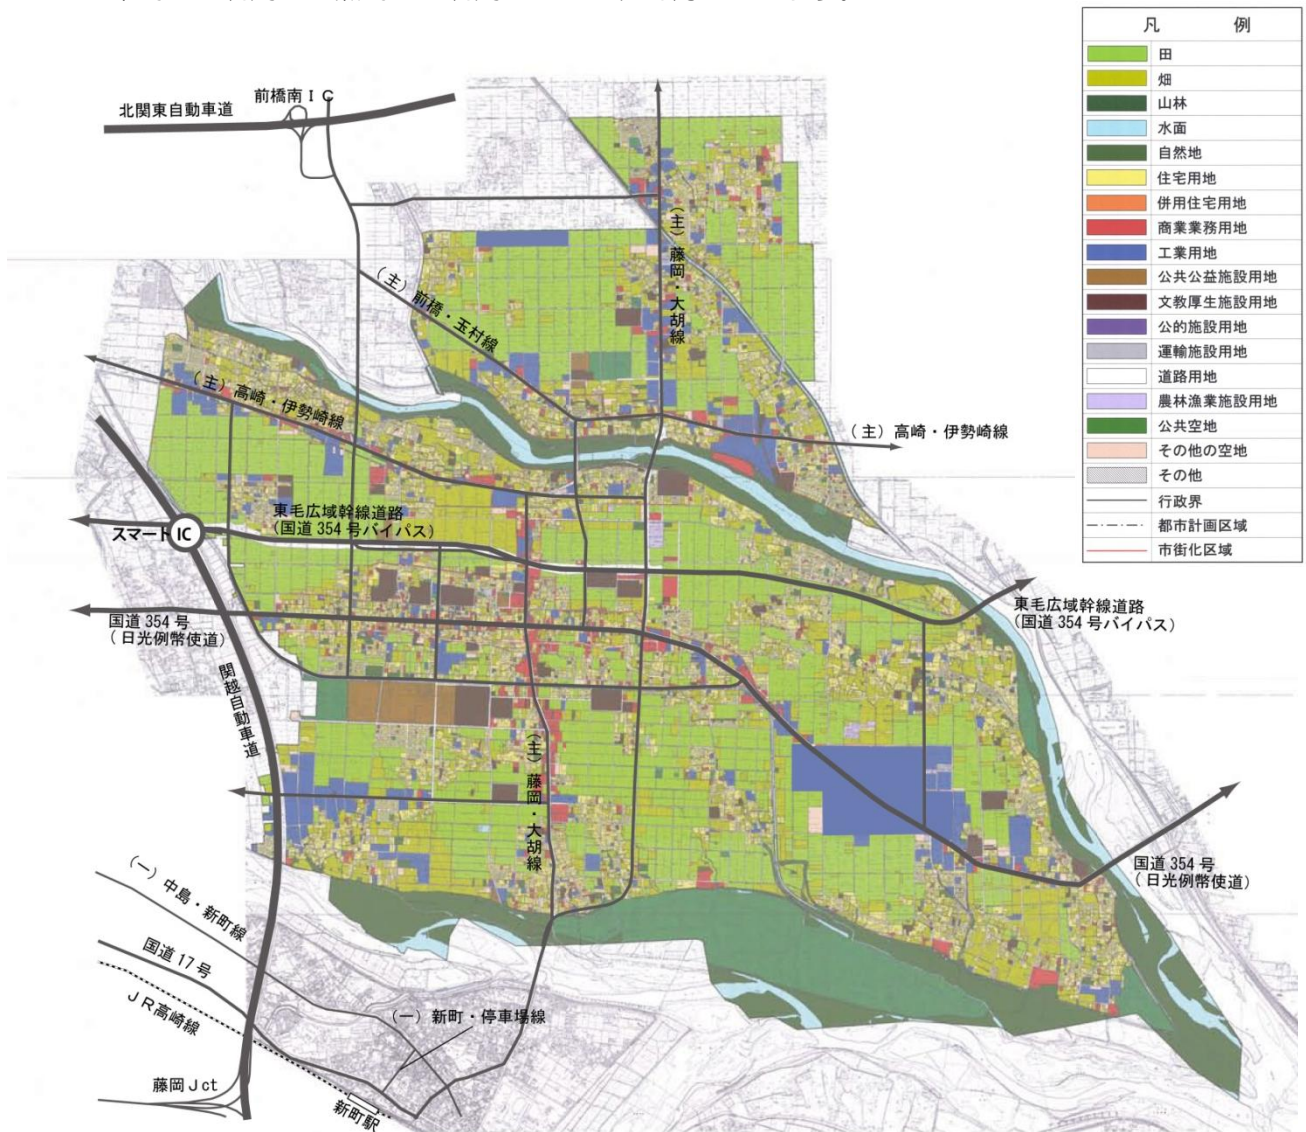 凡 例
田
畑
山林
水面
自然地
住宅用地
併用住宅用地
商業業務用地
工業用地
公共公益施設用地
文教厚生施設用地
公的施設用地
運輸施設用地
道路用地
農林漁業施設用地
公共空地
その他の空地
その他
行政界
都市計画区域
市街化区域
前橋南IC
北関東自動車道
(主)藤岡・大胡線
(主)前橋・玉村線
(主)高崎・伊勢崎線
(主)高崎・伊勢崎線
東毛広域幹線道路
(国道354号バイパス)
スマートIC
東毛広域幹線道路
(国道354号バイパス)
国道354号
(日光例幣使道)
関越自動車道
(主)藤岡・大胡線
国道354号
(日光例幣使道)
(一)中島・新町線
国道17号
JR高崎線
(一)新町・停車場線
藤岡Jct
新町駅